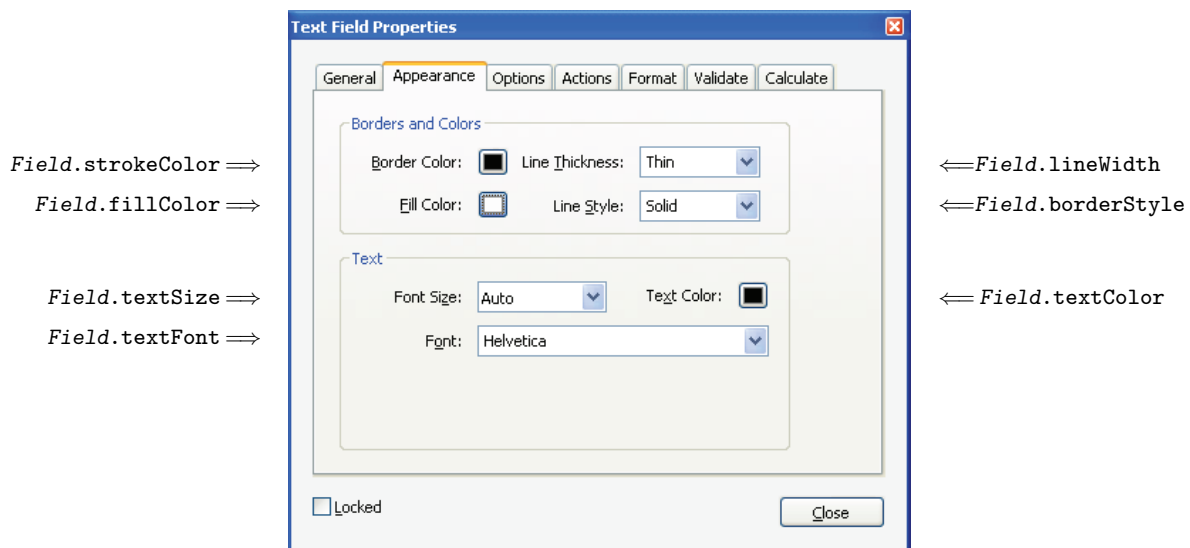 Text Field Properties
General Appearance Options Actions Format Validate Calculate
Borders and Colors
Field.strokeColor⟹ Border Color: Line Thickness: Thin ⟸Field.lineWidth
Field.fillColor⟹ Fill Color: Line Style: Solid ⟸Field.borderStyle
Text
Field.textSize⟹ Font Size: Auto Text Color: ⟸Field.textColor
Field.textFont⟹ Font: Helvetica
Locked Close